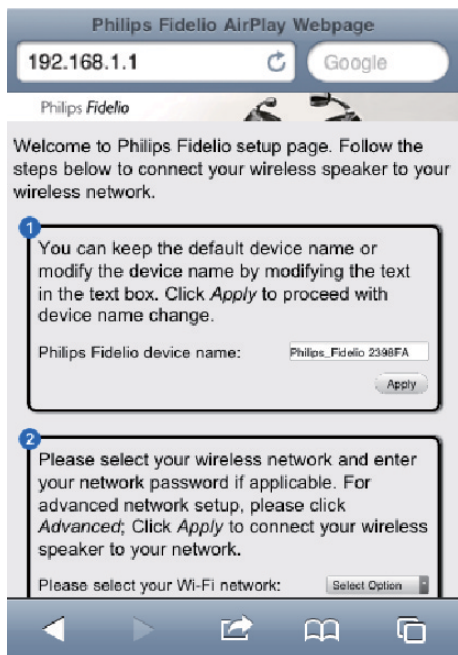 Philips Fidelio AirPlay Webpage
192.168.1.1
Google
Philips Fidelio
Welcome to Philips Fidelio setup page. Follow the
steps below to connect your wireless speaker to your
wireless network.
1
You can keep the default device name or
modify the device name by modifying the text
in the text box. Click Apply to proceed with
device name change.
Philips Fidelio device name: Philips_Fidelio 2398FA
Apply
2
Please select your wireless network and enter
your network password if applicable. For
advanced network setup, please click
Advanced; Click Apply to connect your wireless
speaker to your network.
Please select your Wi-Fi network: Select Option